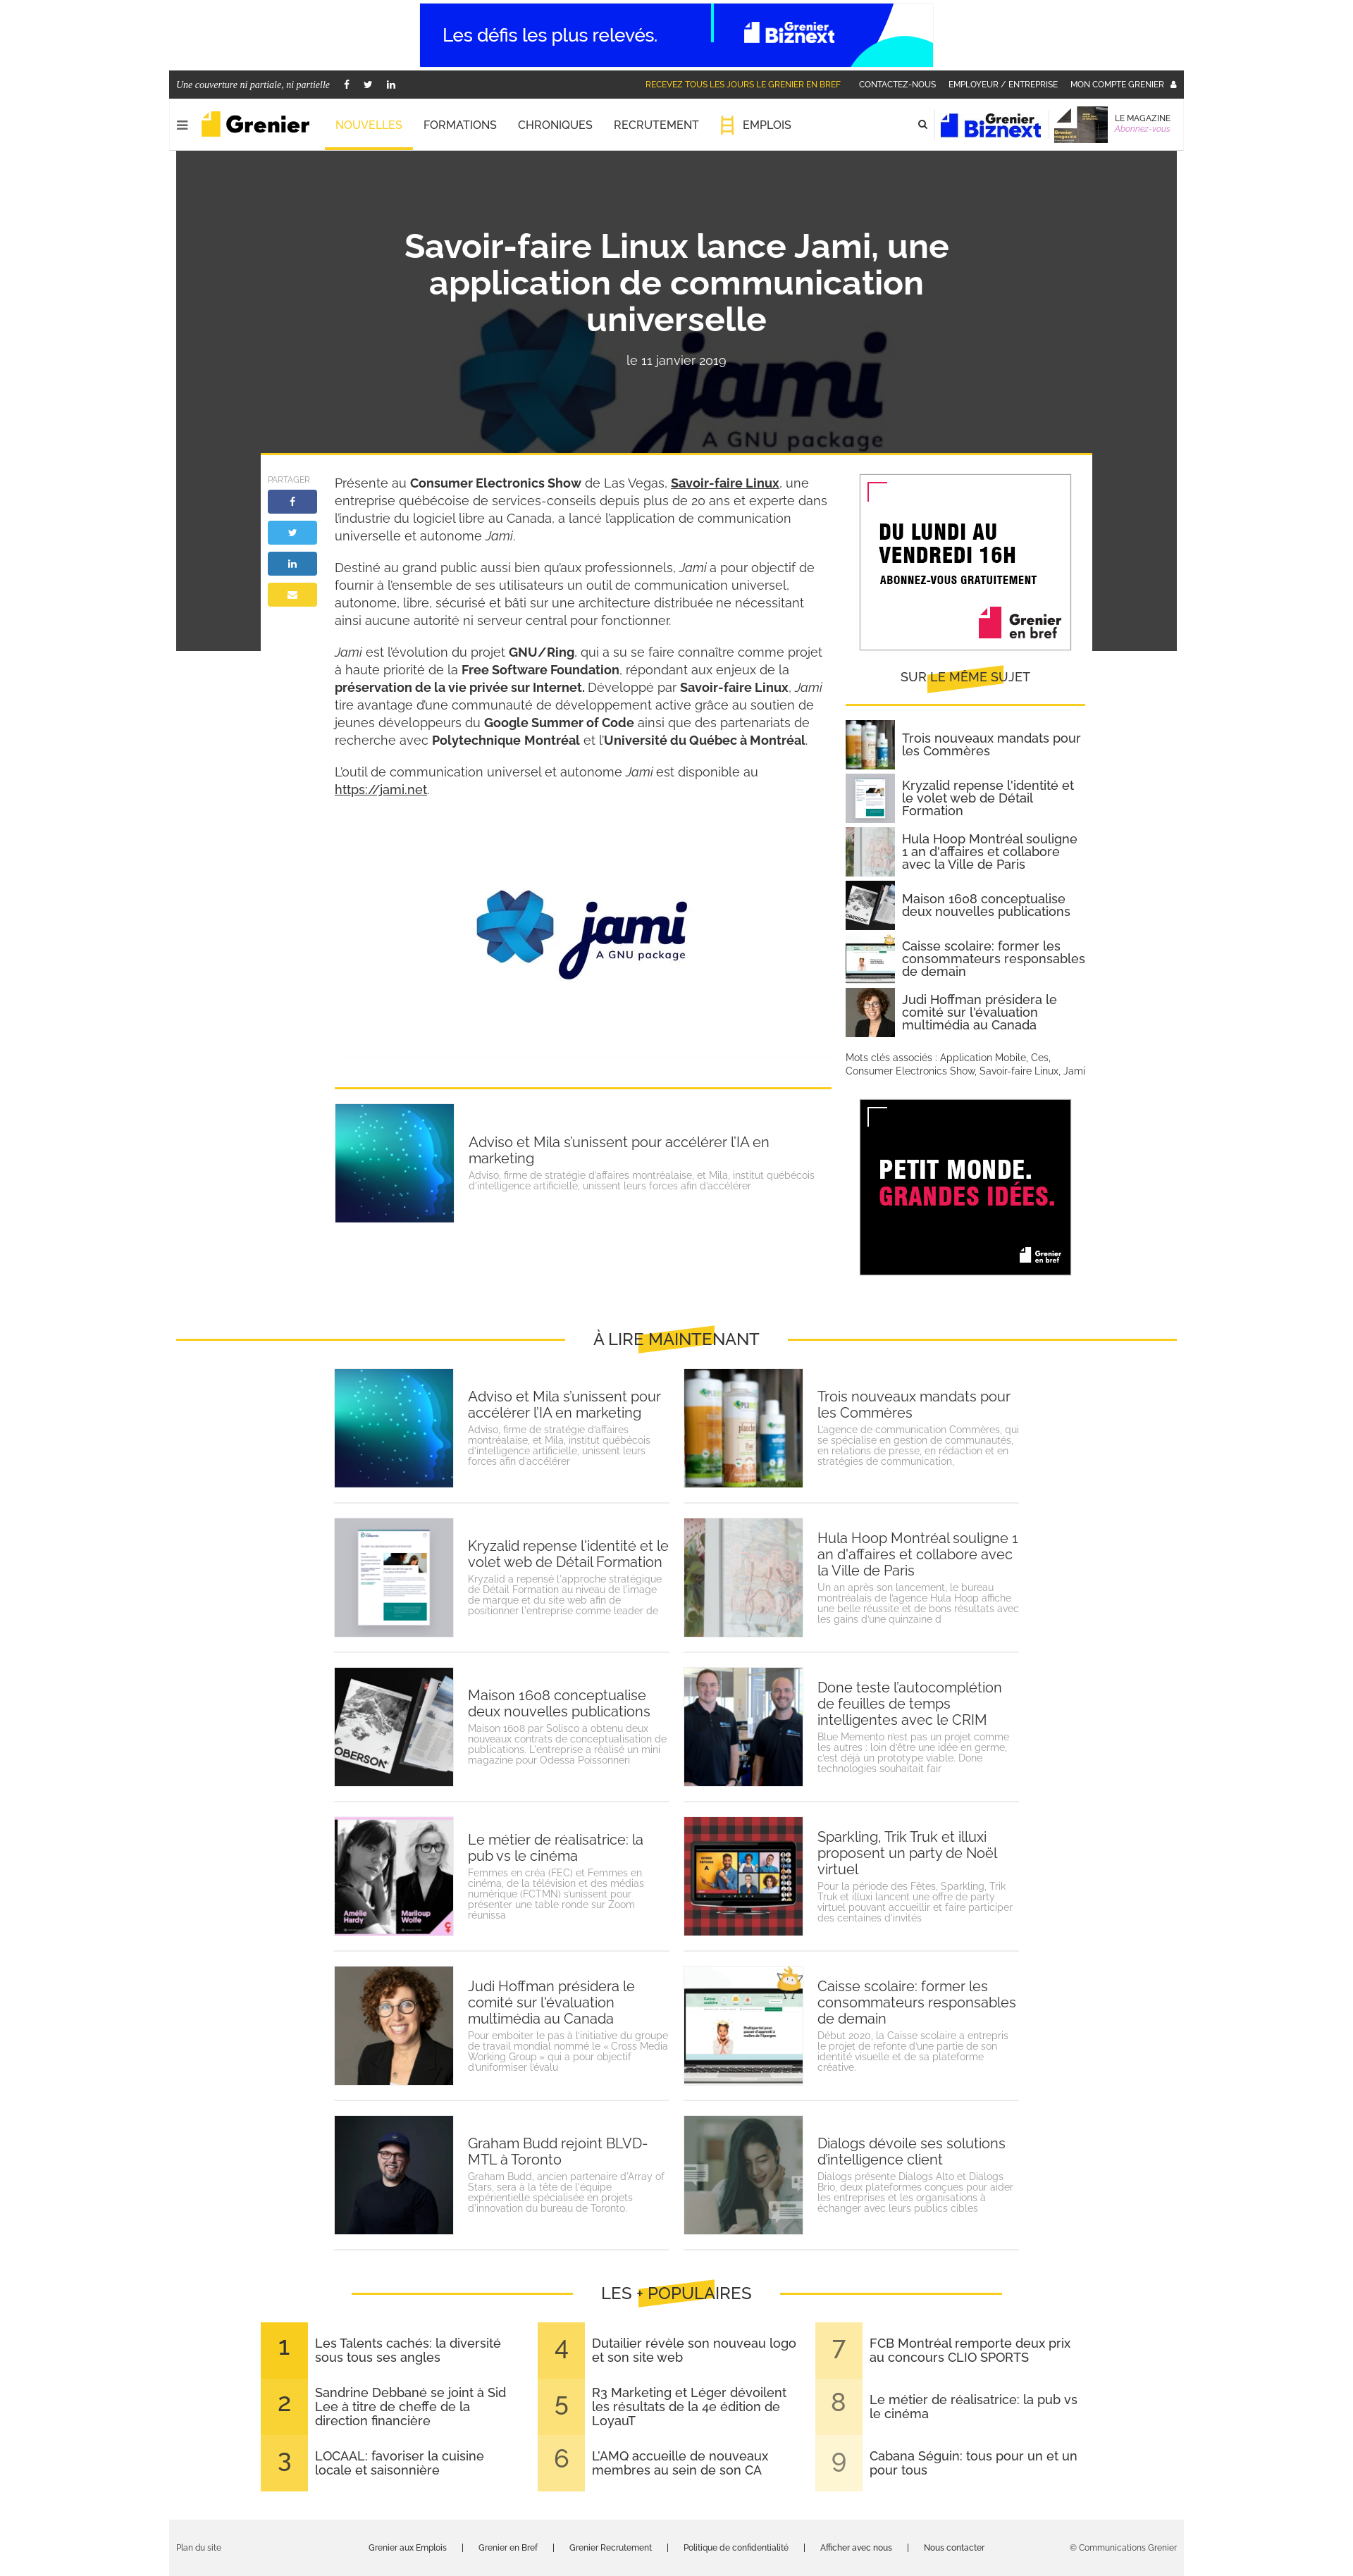 Les défis les plus relevés.
Grenier
Biznext
Une couverture ni partiale, ni partielle
RECEVEZ TOUS LES JOURS LE GRENIER EN BREF
CONTACTEZ-NOUS
EMPLOYEUR / ENTREPRISE
MON COMPTE GRENIER
Grenier
NOUVELLES
FORMATIONS
CHRONIQUES
RECRUTEMENT
EMPLOIS
Grenier
Biznext
LE MAGAZINE
Abonnez-vous
Savoir-faire Linux lance Jami, une
application de communication
universelle
le 11 janvier 2019
jami
A GNU package
PARTAGER
Présente au Consumer Electronics Show de Las Vegas, Savoir-faire Linux, une
entreprise québécoise de services-conseils depuis plus de 20 ans et experte dans
l'industrie du logiciel libre au Canada, a lancé l'application de communication
universelle et autonome Jami.
Destiné au grand public aussi bien qu'aux professionnels, Jami a pour objectif de
fournir à l'ensemble de ses utilisateurs un outil de communication universel,
autonome, libre, sécurisé et bâti sur une architecture distribuée ne nécessitant
ainsi aucune autorité ni serveur central pour fonctionner.
Jami est l'évolution du projet GNU/Ring, qui a su se faire connaître comme projet
à haute priorité de la Free Software Foundation, répondant aux enjeux de la
préservation de la vie privée sur Internet. Développé par Savoir-faire Linux, Jami
tire avantage d'une communauté de développement active grâce au soutien de
jeunes développeurs du Google Summer of Code ainsi que des partenariats de
recherche avec Polytechnique Montréal et l'Université du Québec à Montréal.
L'outil de communication universel et autonome Jami est disponible au
https://jami.net.
jami
A GNU package
DU LUNDI AU
VENDREDI 16H
ABONNEZ-VOUS GRATUITEMENT
Grenier
en bref
SUR LE MÊME SUJET
Trois nouveaux mandats pour
les Commères
Kryzalid repense l'identité et
le volet web de Détail
Formation
Hula Hoop Montréal souligne
1 an d'affaires et collabore
avec la Ville de Paris
Maison 1608 conceptualise
deux nouvelles publications
Caisse scolaire: former les
consommateurs responsables
de demain
Judi Hoffman présidera le
comité sur l'évaluation
multimédia au Canada
Mots clés associés : Application Mobile, Ces,
Consumer Electronics Show, Savoir-faire Linux, Jami
PETIT MONDE.
GRANDES IDÉES.
Grenier
en bref
Adviso et Mila s'unissent pour accélérer l'IA en
marketing
Adviso, firme de stratégie d'affaires montréalaise, et Mila, institut québécois
d'intelligence artificielle, unissent leurs forces afin d'accélérer
À LIRE MAINTENANT
Adviso et Mila s'unissent pour
accélérer l'IA en marketing
Adviso, firme de stratégie d'affaires
montréalaise, et Mila, institut québécois
d'intelligence artificielle, unissent leurs
forces afin d'accélérer
Trois nouveaux mandats pour
les Commères
L'agence de communication Commères, qui
se spécialise en gestion de communautés,
en relations de presse, en rédaction et en
stratégies de communication,
Kryzalid repense l'identité et le
volet web de Détail Formation
Kryzalid a repensé l'approche stratégique
de Détail Formation au niveau de l'image
de marque et du site web afin de
positionner l'entreprise comme leader de
Hula Hoop Montréal souligne 1
an d'affaires et collabore avec
la Ville de Paris
Un an après son lancement, le bureau
montréalais de l'agence Hula Hoop affiche
une belle réussite et de bons résultats avec
les gains d'une quinzaine d
OBERSON
Maison 1608 conceptualise
deux nouvelles publications
Maison 1608 par Solisco a obtenu deux
nouveaux contrats de conceptualisation de
publications. L'entreprise a réalisé un mini
magazine pour Odessa Poissonneri
Done teste l'autocomplétion
de feuilles de temps
intelligentes avec le CRIM
Blue Memento n'est pas un projet comme
les autres : loin d'être une idée en germe,
c'est déjà un prototype viable. Done
technologies souhaitait fair
Amélie
Hardy
Mariloup
Wolfe
Le métier de réalisatrice: la
pub vs le cinéma
Femmes en créa (FEC) et Femmes en
cinéma, de la télévision et des médias
numérique (FCTMN) s'unissent pour
présenter une table ronde sur Zoom
réunissa
Sparkling, Trik Truk et illuxi
proposent un party de Noël
virtuel
Pour la période des Fêtes, Sparkling, Trik
Truk et illuxi lancent une offre de party
virtuel pouvant accueillir et faire participer
des centaines d'invités
Judi Hoffman présidera le
comité sur l'évaluation
multimédia au Canada
Pour emboiter le pas à l'initiative du groupe
de travail mondial nommé le « Cross Media
Working Group » qui a pour objectif
d'uniformiser l'évalu
Caisse scolaire: former les
consommateurs responsables
de demain
Début 2020, la Caisse scolaire a entrepris
le projet de refonte d'une partie de son
identité visuelle et de sa plateforme
créative.
Graham Budd rejoint BLVD-
MTL à Toronto
Graham Budd, ancien partenaire d'Array of
Stars, sera à la tête de l'équipe
expérientielle spécialisée en projets
d'innovation du bureau de Toronto.
Dialogs dévoile ses solutions
d'intelligence client
Dialogs présente Dialogs Alto et Dialogs
Brio, deux plateformes conçues pour aider
les entreprises et les organisations à
échanger avec leurs publics cibles
LES + POPULAIRES
1
Les Talents cachés: la diversité
sous tous ses angles
2
Sandrine Debbané se joint à Sid
Lee à titre de cheffe de la
direction financière
3
LOCAAL: favoriser la cuisine
locale et saisonnière
4
Dutailier révèle son nouveau logo
et son site web
5
R3 Marketing et Léger dévoilent
les résultats de la 4e édition de
LoyauT
6
L'AMQ accueille de nouveaux
membres au sein de son CA
7
FCB Montréal remporte deux prix
au concours CLIO SPORTS
8
Le métier de réalisatrice: la pub vs
le cinéma
9
Cabana Séguin: tous pour un et un
pour tous
Plan du site
Grenier aux Emplois | Grenier en Bref | Grenier Recrutement | Politique de confidentialité | Afficher avec nous | Nous contacter
© Communications Grenier